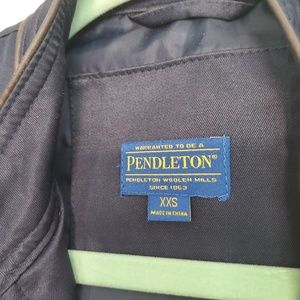 WARRANTED TO BE A
PENDLETON®
PENDLETON WOOLEN MILLS
SINCE 1863
XXS
MADE IN CHINA